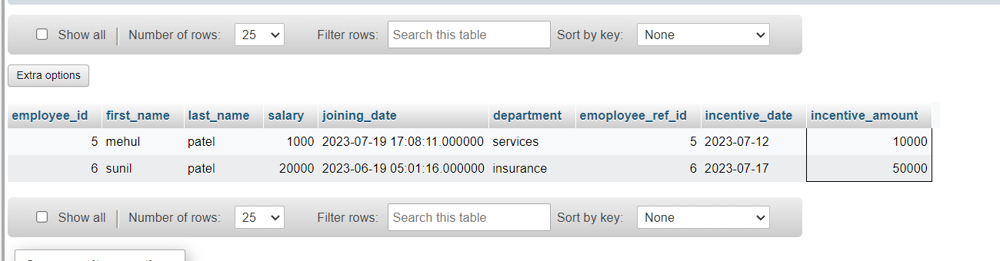 Show all Number of rows: 25 Filter rows: Search this table Sort by key: None
Extra options
employee_id first_name last_name salary joining_date department emoployee_ref_id incentive_date incentive_amount
5 mehul patel 1000 2023-07-19 17:08:11.000000 services 5 2023-07-12 10000
6 sunil patel 20000 2023-06-19 05:01:16.000000 insurance 6 2023-07-17 50000
Show all Number of rows: 25 Filter rows: Search this table Sort by key: None